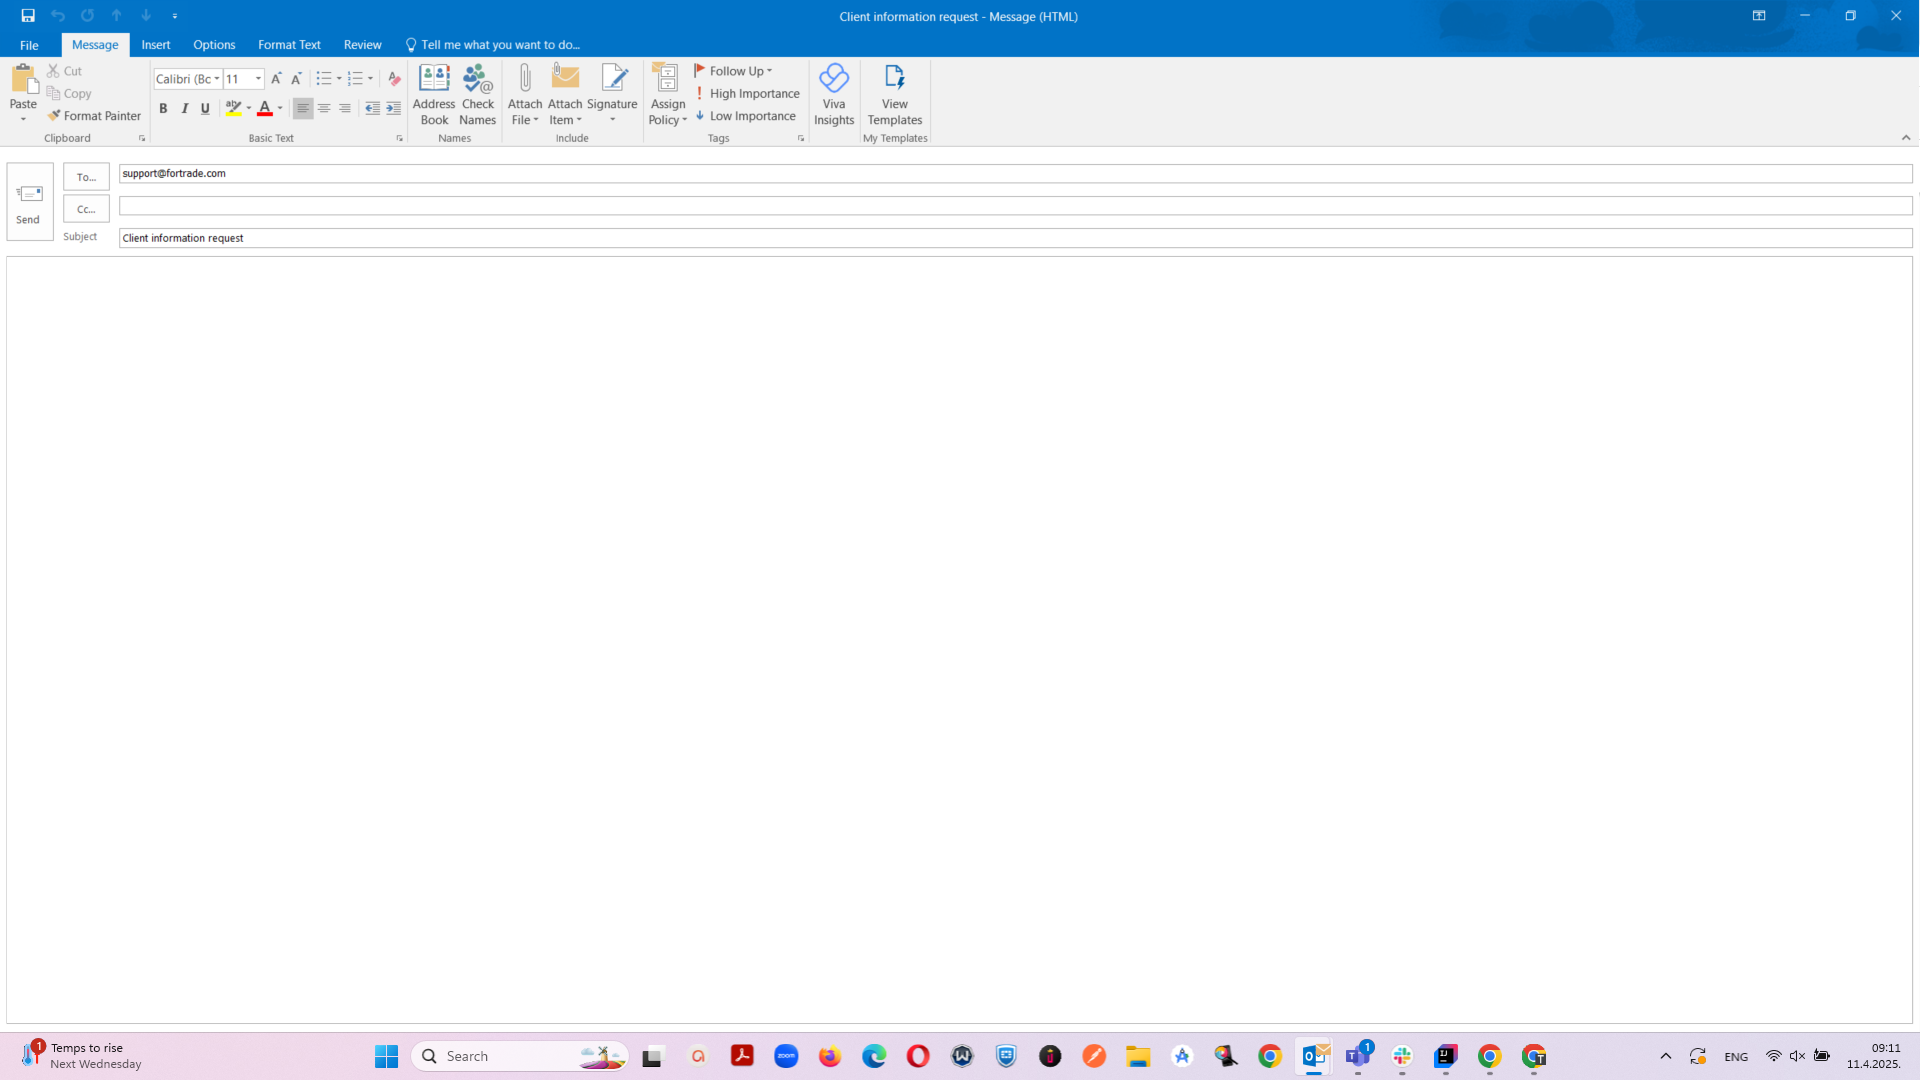 Client information request - Message (HTML)
File Message Insert Options Format Text Review Tell me what you want to do...
Paste
Cut
Copy
Format Painter
Clipboard
Calibri (Bc 11
B I U
Basic Text
Address Book
Check Names
Names
Attach File
Attach Item
Signature
Include
Assign Policy
Follow Up
High Importance
Low Importance
Tags
Viva Insights
View Templates
My Templates
Send
To...
support@fortrade.com
Cc...
Subject
Client information request
1
Temps to rise
Next Wednesday
Search
zoom
1
ENG
09:11
11.4.2025.